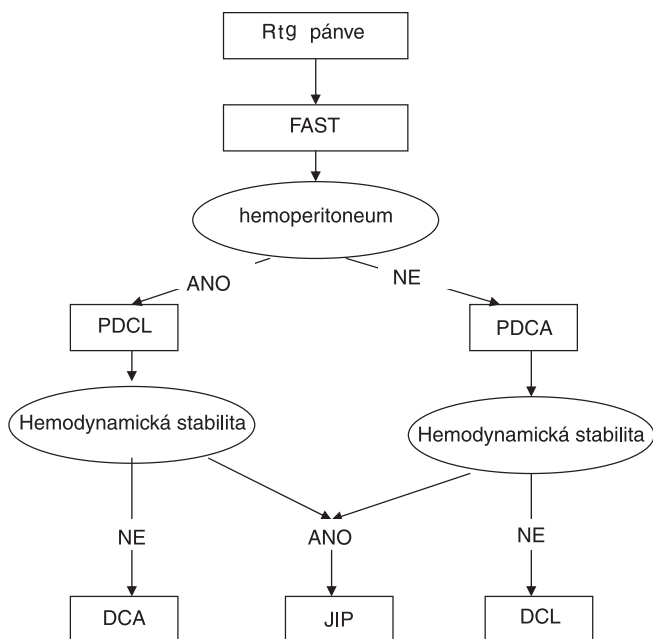 Rtg pánve
FAST
hemoperitoneum
ANO
NE
PDCL
PDCA
Hemodynamická stabilita
Hemodynamická stabilita
NE
ANO
NE
DCA
JIP
DCL